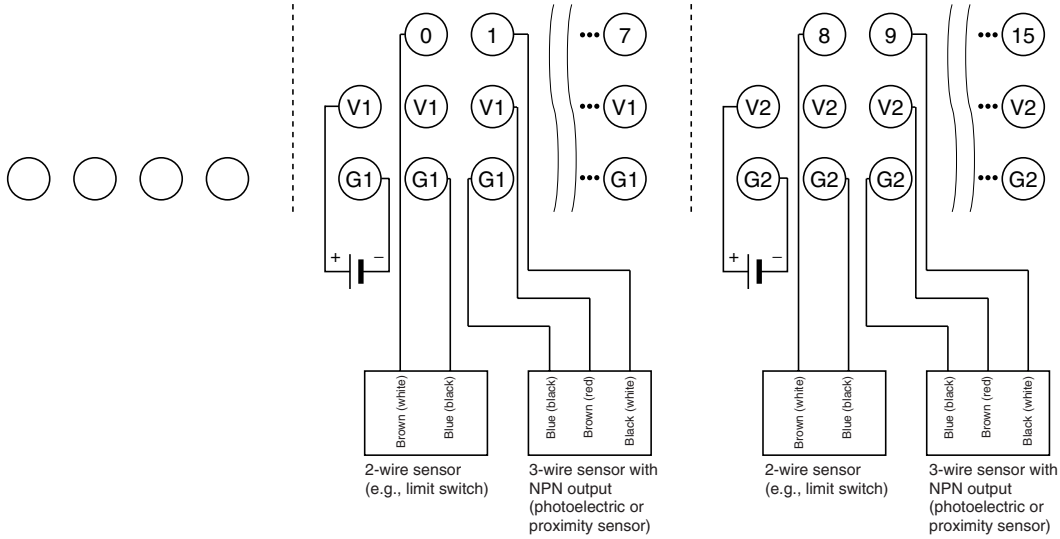 0 1 ••• 7 8 9 ••• 15
V1 V1 V1 ••• V1 V2 V2 V2 ••• V2
G1 G1 G1 ••• G1 G2 G2 G2 ••• G2
+ – + –
Brown (white) Blue (black) Blue (black) Brown (red) Black (white) Brown (white) Blue (black) Blue (black) Brown (red) Black (white)
2-wire sensor
(e.g., limit switch)
3-wire sensor with
NPN output
(photoelectric or
proximity sensor)
2-wire sensor
(e.g., limit switch)
3-wire sensor with
NPN output
(photoelectric or
proximity sensor)